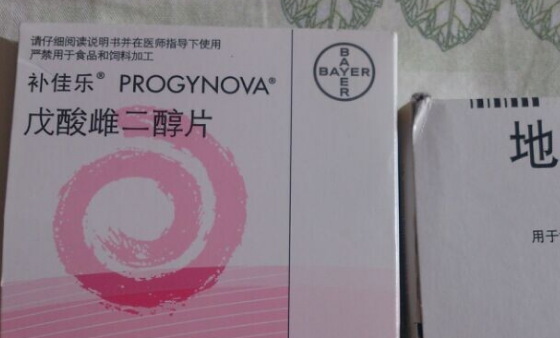 请仔细阅读说明书并在医师指导下使用
严禁用于食品和饲料加工
补佳乐® PROGYNOVA®
戊酸雌二醇片
BAYER
BAYER
地
用于